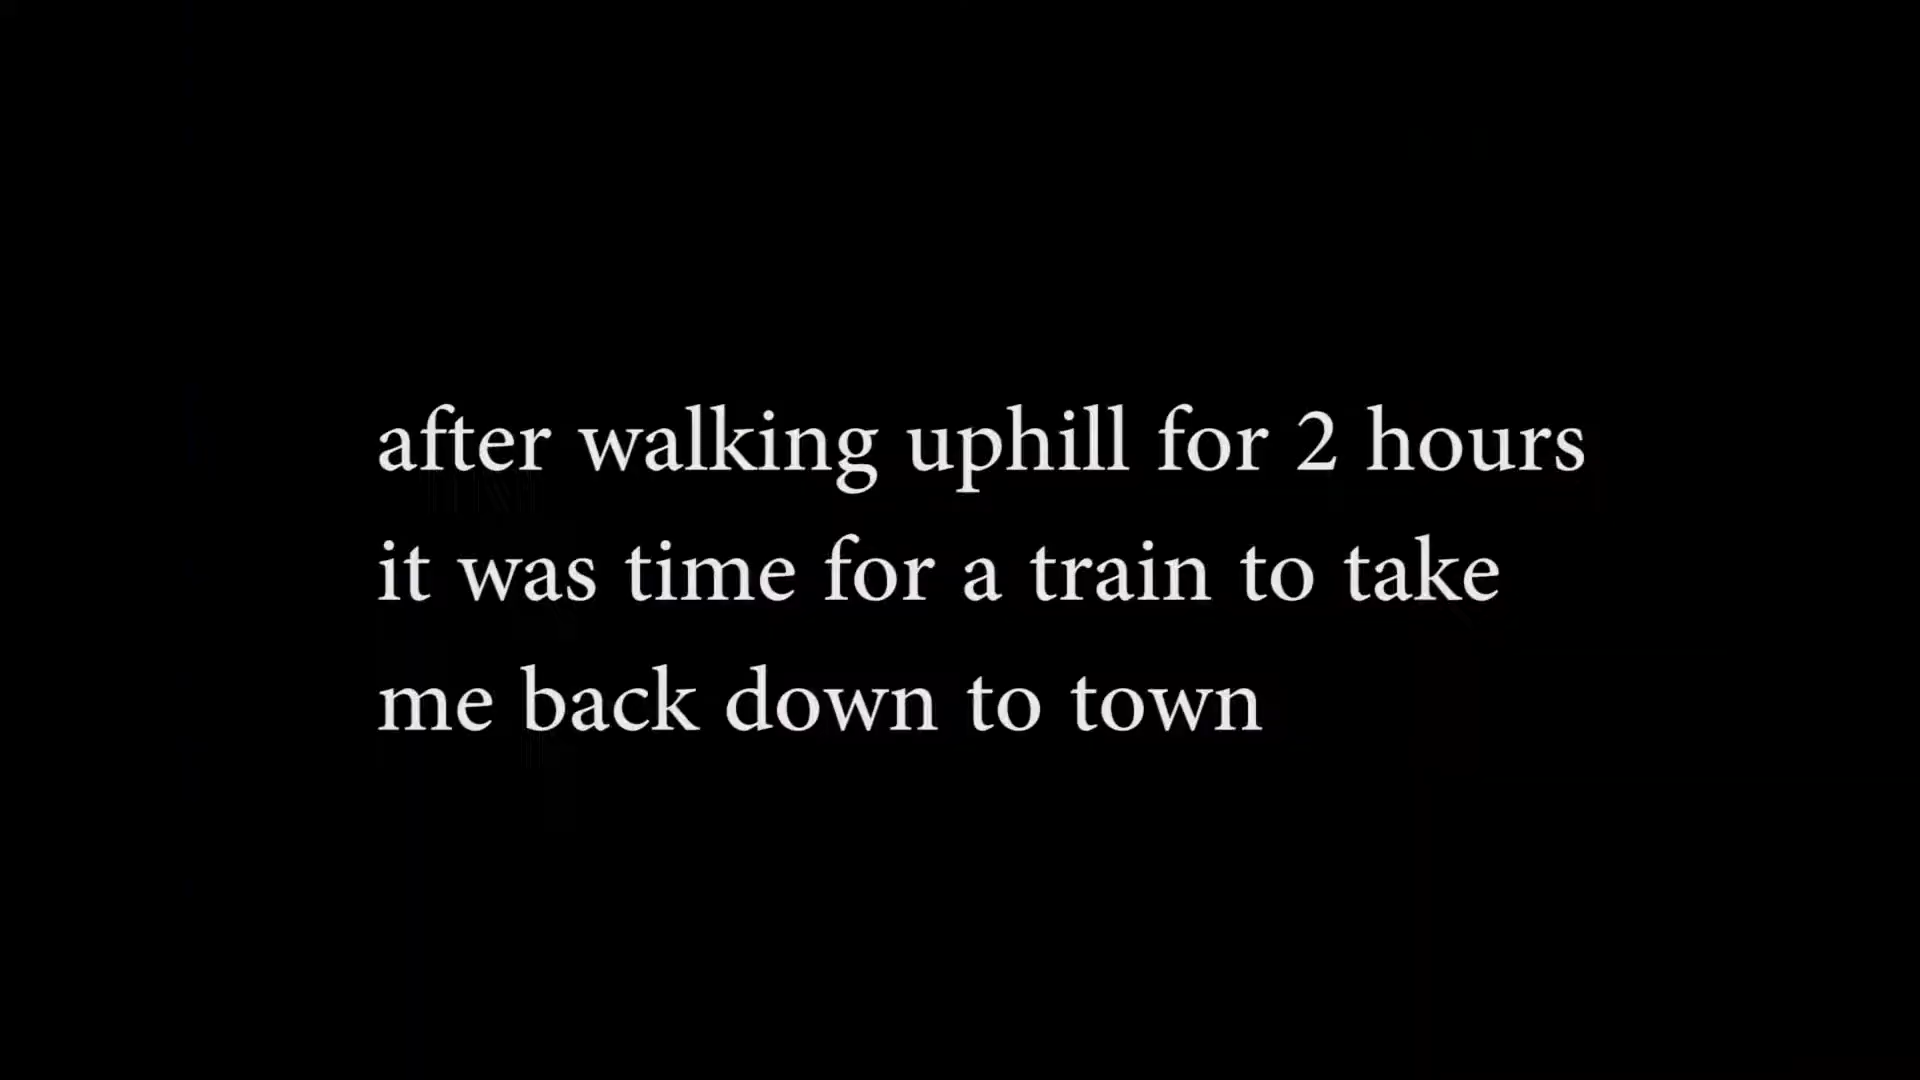 after walking uphill for 2 hours
it was time for a train to take
me back down to town